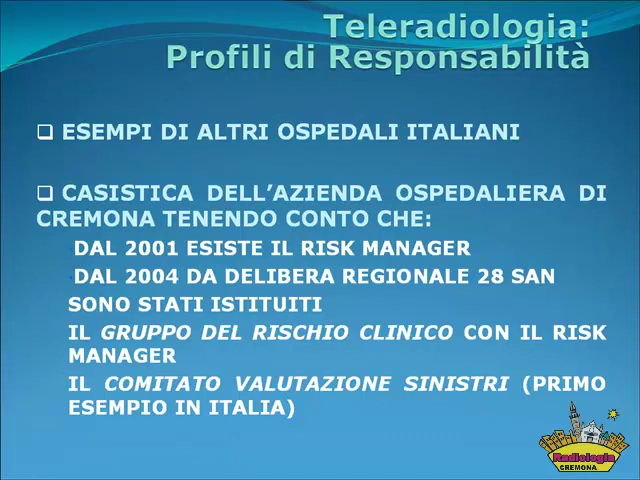 Teleradiologia:
Profili di Responsabilità
ESEMPI DI ALTRI OSPEDALI ITALIANI
CASISTICA DELL’AZIENDA OSPEDALIERA DI
CREMONA TENENDO CONTO CHE:
DAL 2001 ESISTE IL RISK MANAGER
DAL 2004 DA DELIBERA REGIONALE 28 SAN
SONO STATI ISTITUITI
IL GRUPPO DEL RISCHIO CLINICO CON IL RISK
MANAGER
IL COMITATO VALUTAZIONE SINISTRI (PRIMO
ESEMPIO IN ITALIA)
Radiologia
CREMONA